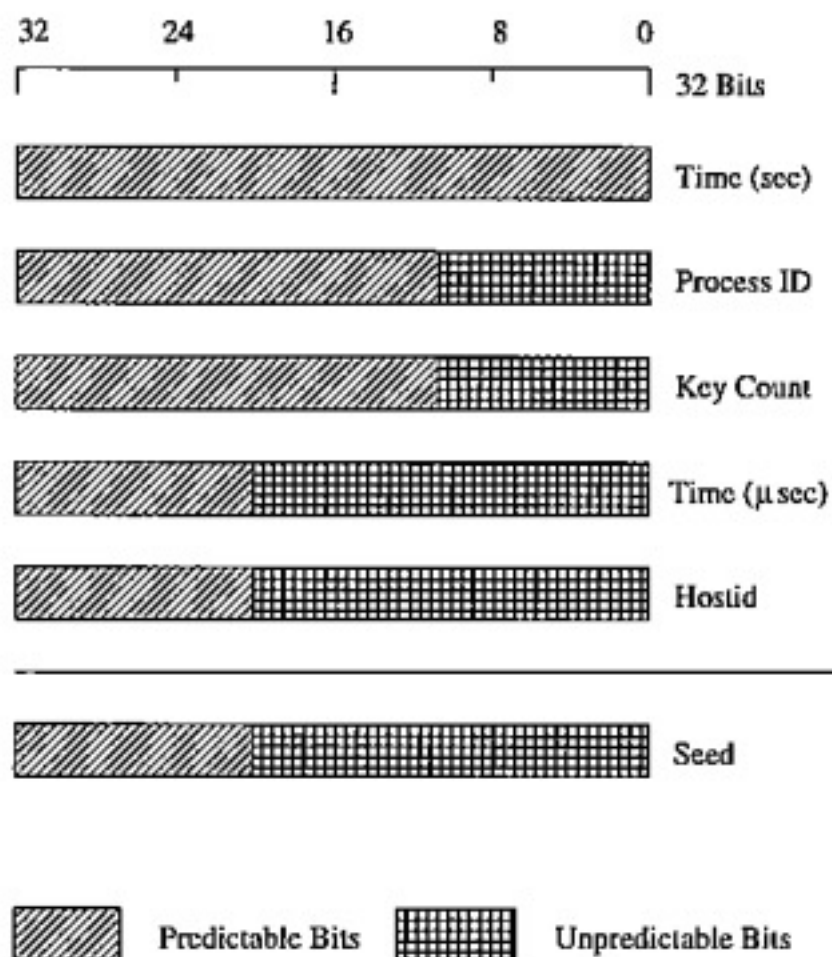 32 24 16 8 0
32 Bits
Time (sec)
Process ID
Key Count
Time (μ sec)
Hostid
Seed
Predictable Bits Unpredictable Bits